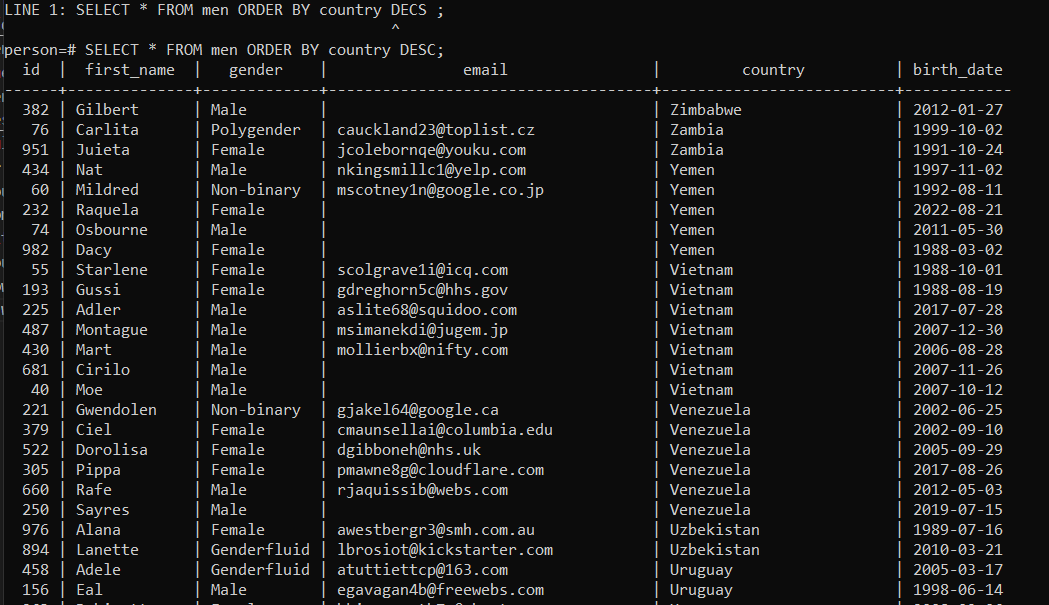 LINE 1: SELECT * FROM men ORDER BY country DECS ;
^
person=# SELECT * FROM men ORDER BY country DESC;
id | first_name | gender | email | country | birth_date
------+-------------+-------------+------------------------------------+--------------------------+------------
382 | Gilbert | Male | | Zimbabwe | 2012-01-27
76 | Carlita | Polygender | cauckland23@toplist.cz | Zambia | 1999-10-02
951 | Juieta | Female | jcolebornqe@youku.com | Zambia | 1991-10-24
434 | Nat | Male | nkingsmillc1@yelp.com | Yemen | 1997-11-02
60 | Mildred | Non-binary | mscotney1n@google.co.jp | Yemen | 1992-08-11
232 | Raquela | Female | | Yemen | 2022-08-21
74 | Osbourne | Male | | Yemen | 2011-05-30
982 | Dacy | Female | | Yemen | 1988-03-02
55 | Starlene | Female | scolgrave1i@icq.com | Vietnam | 1988-10-01
193 | Gussi | Female | gdreghorn5c@hhs.gov | Vietnam | 1988-08-19
225 | Adler | Male | aslite68@squidoo.com | Vietnam | 2017-07-28
487 | Montague | Male | msimanekdi@jugem.jp | Vietnam | 2007-12-30
430 | Mart | Male | mollierbx@nifty.com | Vietnam | 2006-08-28
681 | Cirilo | Male | | Vietnam | 2007-11-26
40 | Moe | Male | | Vietnam | 2007-10-12
221 | Gwendolen | Non-binary | gjakel64@google.ca | Venezuela | 2002-06-25
379 | Ciel | Female | cmaunsellai@columbia.edu | Venezuela | 2002-09-10
522 | Dorolisa | Female | dgibboneh@nhs.uk | Venezuela | 2005-09-29
305 | Pippa | Female | pmawne8g@cloudflare.com | Venezuela | 2017-08-26
660 | Rafe | Male | rjaquissib@webs.com | Venezuela | 2012-05-03
250 | Sayres | Male | | Venezuela | 2019-07-15
976 | Alana | Female | awestbergr3@smh.com.au | Uzbekistan | 1989-07-16
894 | Lanette | Genderfluid | lbrosiot@kickstarter.com | Uzbekistan | 2010-03-21
458 | Adele | Genderfluid | atuttiettcp@163.com | Uruguay | 2005-03-17
156 | Eal | Male | egavagan4b@freewebs.com | Uruguay | 1998-06-14